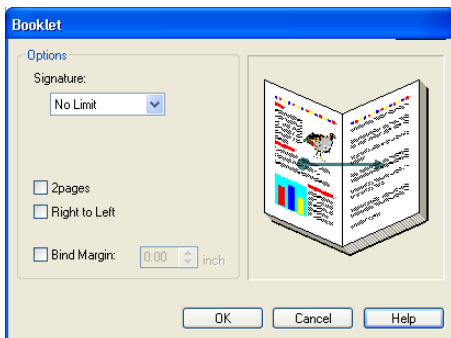 Booklet
Options
Signature:
No Limit
2pages
Right to Left
Bind Margin:
0.00
inch
OK
Cancel
Help